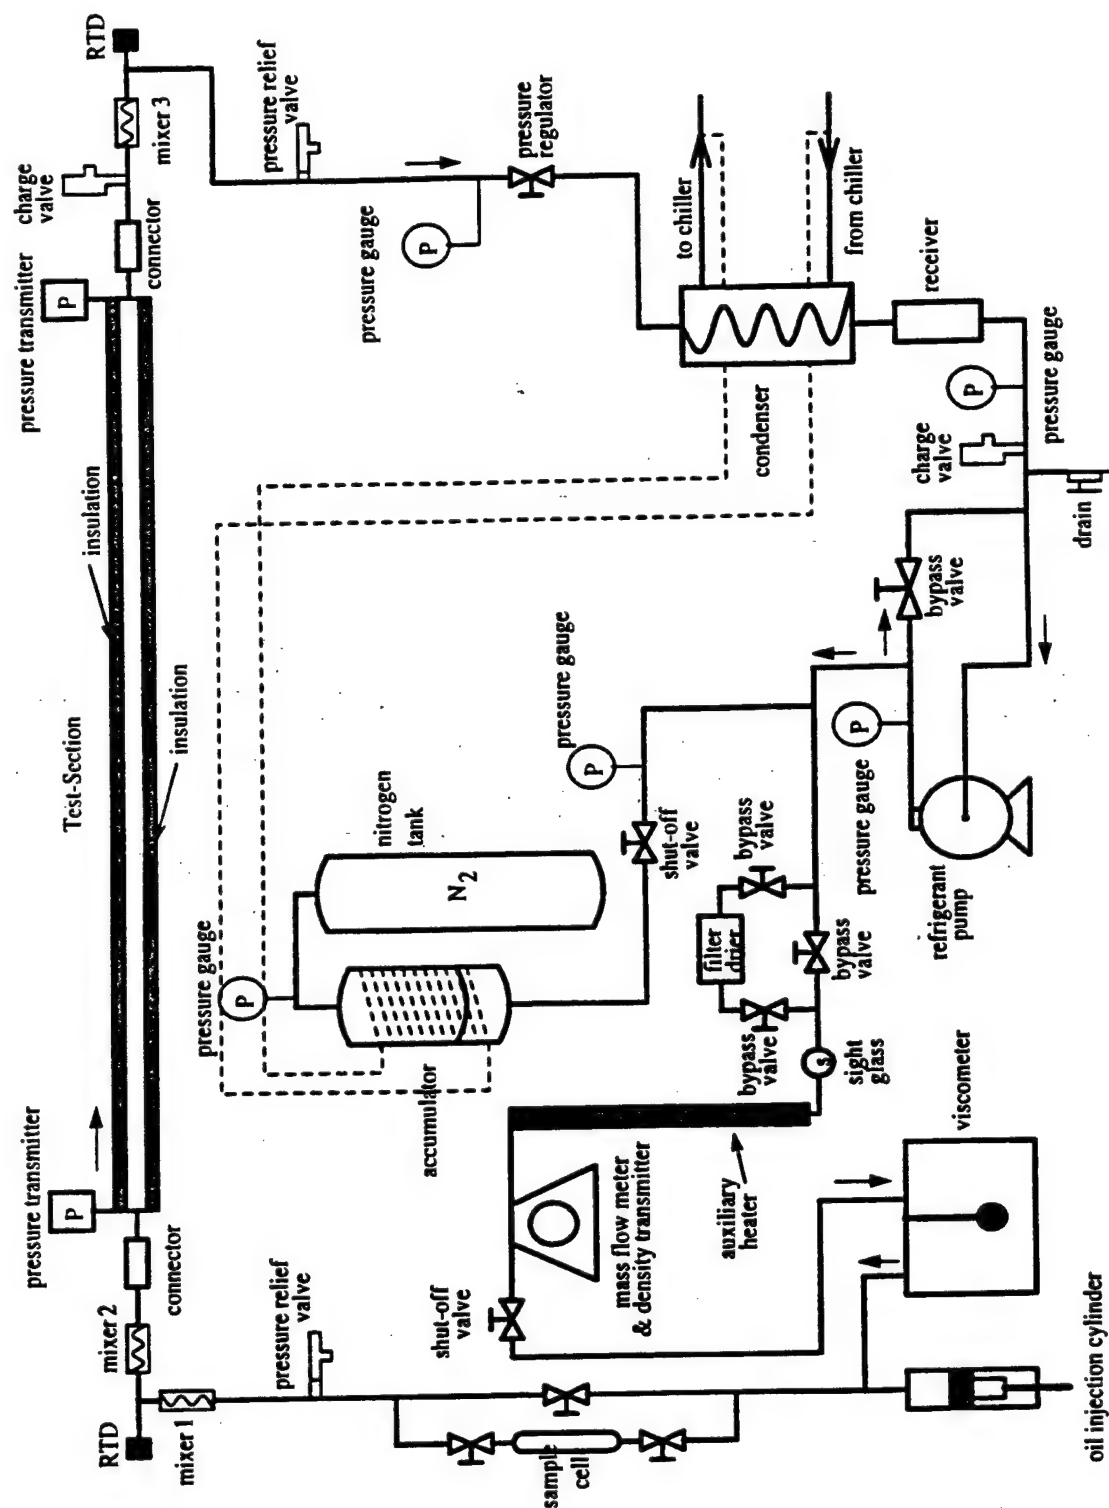 RTD
mixer 2
pressure transmitter
P
Test-Section
pressure transmitter
P
charge
valve
RTD
mixer 1
connector
insulation
insulation
connector
mixer 3
pressure relief
valve
pressure gauge
P
pressure relief
valve
shut-off
valve
accumulator
nitrogen
tank
N2
pressure gauge
P
sample
cell
mass flow meter
& density transmitter
pressure gauge
P
pressure
regulator
auxiliary
heater
filter
drier
shut-off
valve
to chiller
bypass
valve
bypass
valve
condenser
S
sight
glass
bypass
valve
pressure gauge
P
from chiller
receiver
viscometer
refrigerant
pump
bypass
valve
charge
valve
P
pressure gauge
oil injection cylinder
drain